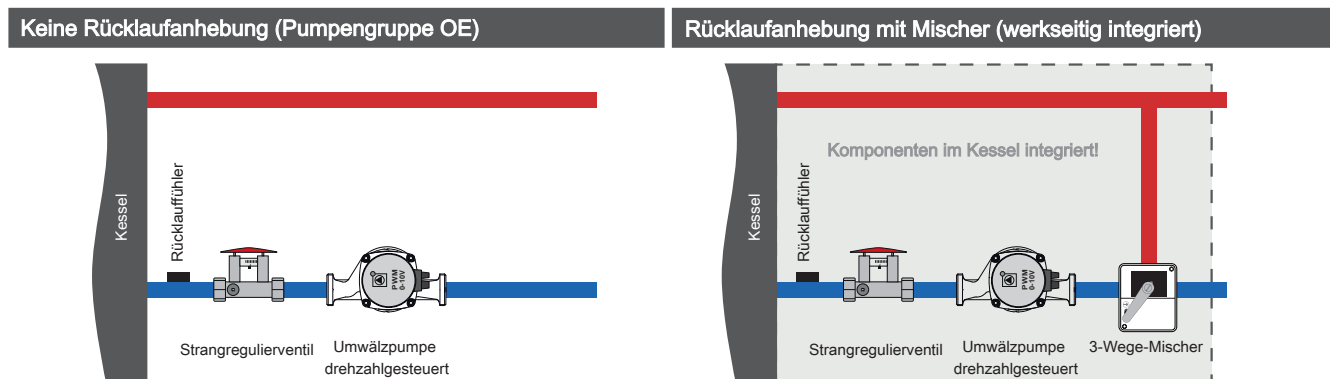 Keine Rücklaufanhebung (Pumpengruppe OE)
Kessel
Rücklauffühler
PWM
0-10V
Strangregulierventil
Umwälzpumpe
drehzahlgesteuert
Rücklaufanhebung mit Mischer (werkseitig integriert)
Komponenten im Kessel integriert!
Kessel
Rücklauffühler
PWM
0-10V
Strangregulierventil
Umwälzpumpe
drehzahlgesteuert
3-Wege-Mischer